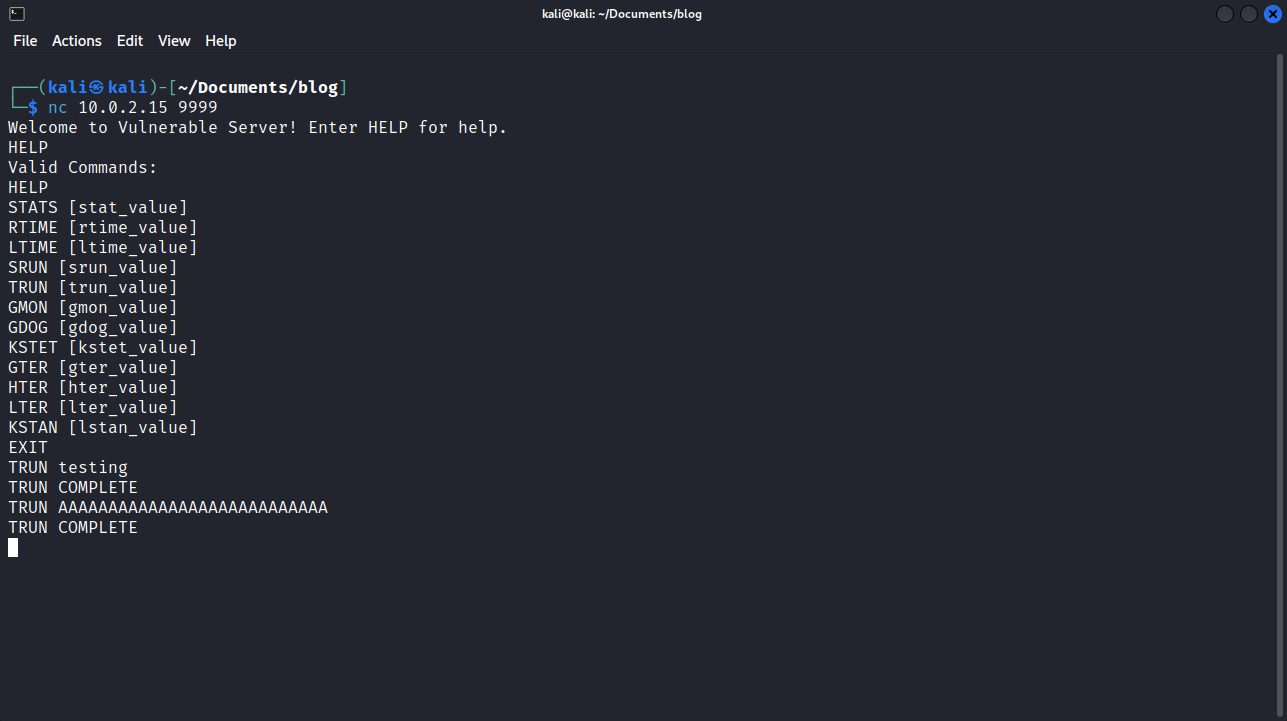 kali@kali: ~/Documents/blog
File Actions Edit View Help
┌──(kali㉿kali)-[~/Documents/blog]
└─$ nc 10.0.2.15 9999
Welcome to Vulnerable Server! Enter HELP for help.
HELP
Valid Commands:
HELP
STATS [stat_value]
RTIME [rtime_value]
LTIME [ltime_value]
SRUN [srun_value]
TRUN [trun_value]
GMON [gmon_value]
GDOG [gdog_value]
KSTET [kstet_value]
GTER [gter_value]
HTER [hter_value]
LTER [lter_value]
KSTAN [lstan_value]
EXIT
TRUN testing
TRUN COMPLETE
TRUN AAAAAAAAAAAAAAAAAAAAAAAAAAA
TRUN COMPLETE